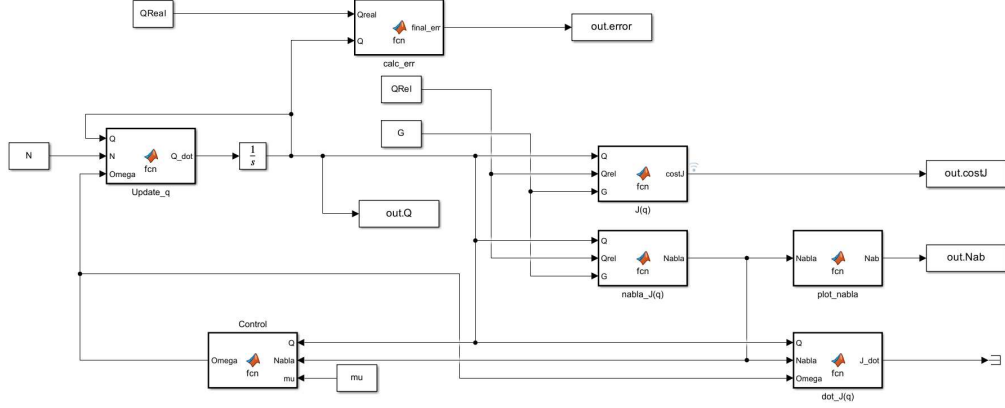 QReal
Qreal
Q
final_err
fcn
calc_err
out.error
QRel
G
N
Q
N
Omega
Q_dot
fcn
Update_q
1
s
out.Q
Q
Qrel
G
costJ
fcn
J(q)
out.costJ
Q
Qrel
G
Nabla
fcn
nabla_J(q)
Nabla
Nab
fcn
plot_nabla
out.Nab
Control
Omega
fcn
Q
Nabla
mu
mu
Q
Nabla
Omega
J_dot
fcn
dot_J(q)